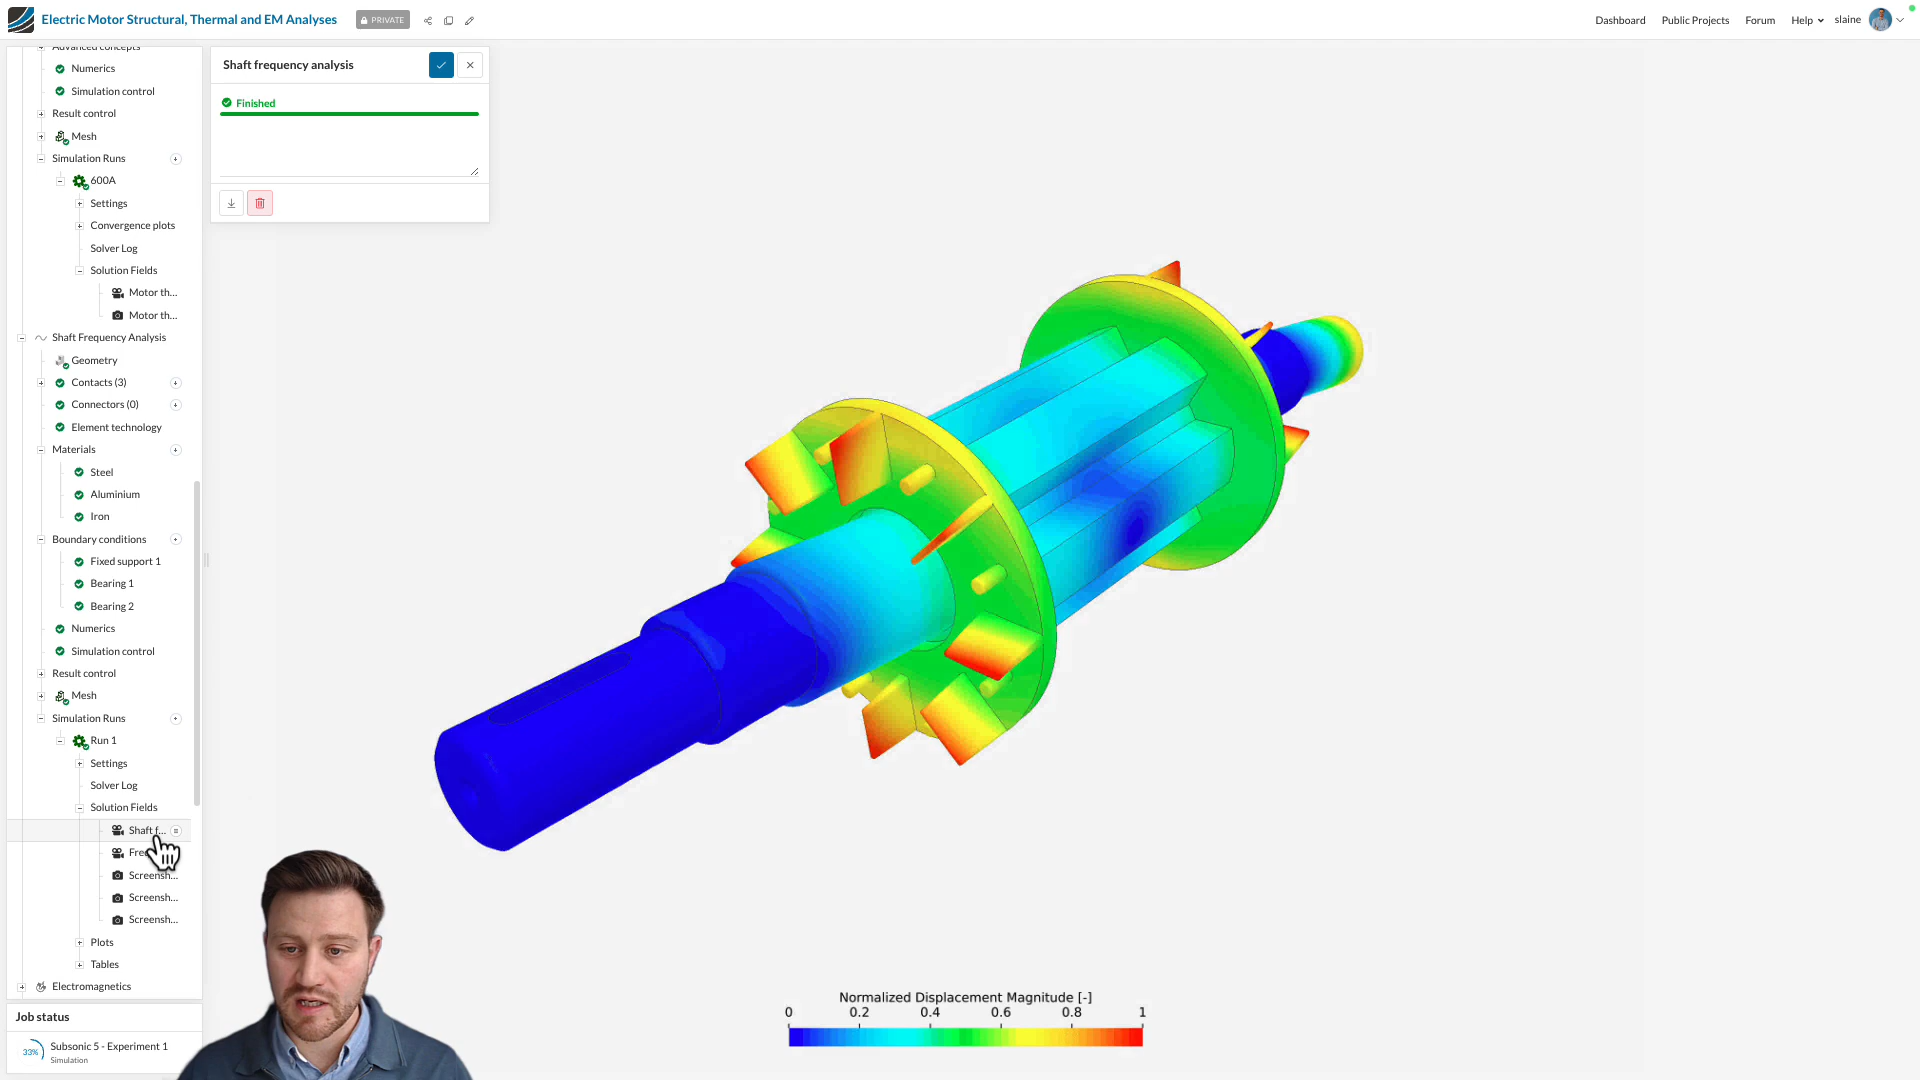 Electric Motor Structural, Thermal and EM Analyses
PRIVATE
Dashboard
Public Projects
Forum
Help
slaine
Advanced concepts
Numerics
Simulation control
Result control
Mesh
Simulation Runs
600A
Settings
Convergence plots
Solver Log
Solution Fields
Motor th...
Motor th...
Shaft Frequency Analysis
Geometry
Contacts (3)
Connectors (0)
Element technology
Materials
Steel
Aluminium
Iron
Boundary conditions
Fixed support 1
Bearing 1
Bearing 2
Numerics
Simulation control
Result control
Mesh
Simulation Runs
Run 1
Settings
Solver Log
Solution Fields
Shaft f...
Screensh...
Screensh...
Screensh...
Plots
Tables
Electromagnetics
Job status
33%
Subsonic 5 - Experiment 1
Simulation
Shaft frequency analysis
Finished
Normalized Displacement Magnitude [-]
0 0.2 0.4 0.6 0.8 1